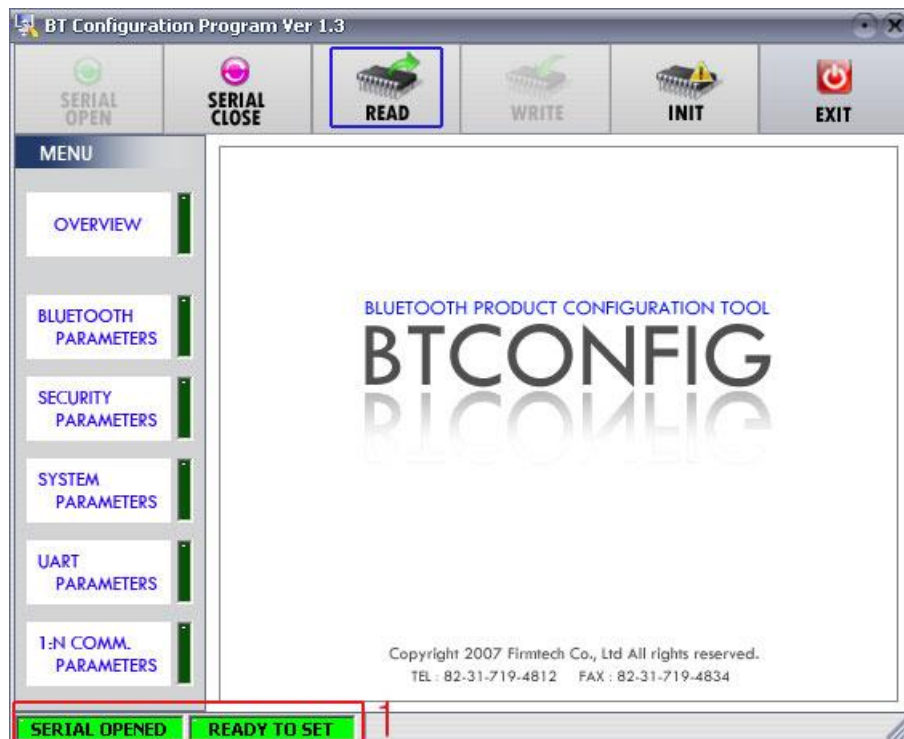 BT Configuration Program Ver 1.3
SERIAL
OPEN
SERIAL
CLOSE
READ
WRITE
INIT
EXIT
MENU
OVERVIEW
BLUETOOTH
PARAMETERS
SECURITY
PARAMETERS
SYSTEM
PARAMETERS
UART
PARAMETERS
1:N COMM.
PARAMETERS
BLUETOOTH PRODUCT CONFIGURATION TOOL
BTCONFIG
Copyright 2007 Firmtech Co., Ltd All rights reserved.
TEL : 82-31-719-4812 FAX : 82-31-719-4834
SERIAL OPENED READY TO SET 1